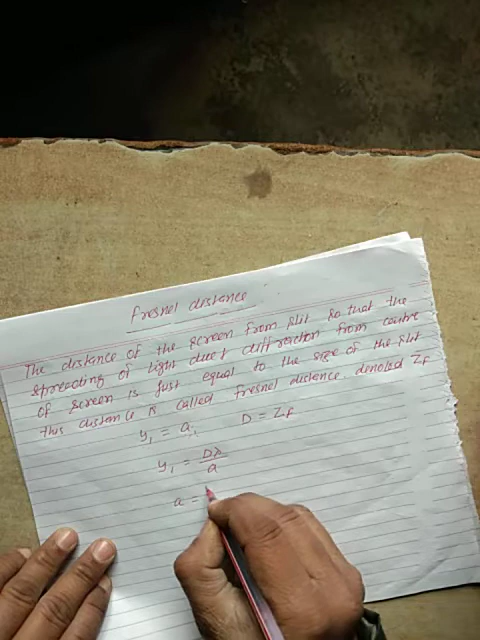 Fresnel distance
The distance of the screen from slit so that the
spreading of light due t diffraction from centre
of screen is just equal to the size of the slit
this distance is called Fresnel distance. denoted ZF
y₁ = a, D = ZF
y₁ = Dλ/a
a =